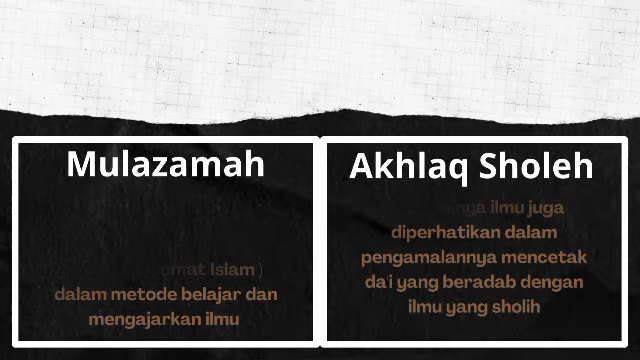 Mulazamah
Islam )
dalam metode belajar dan
mengajarkan ilmu
Akhlaq Sholeh
ilmu juga
diperhatikan dalam
pengamalannya mencetak
da'i yang beradab dengan
ilmu yang sholih